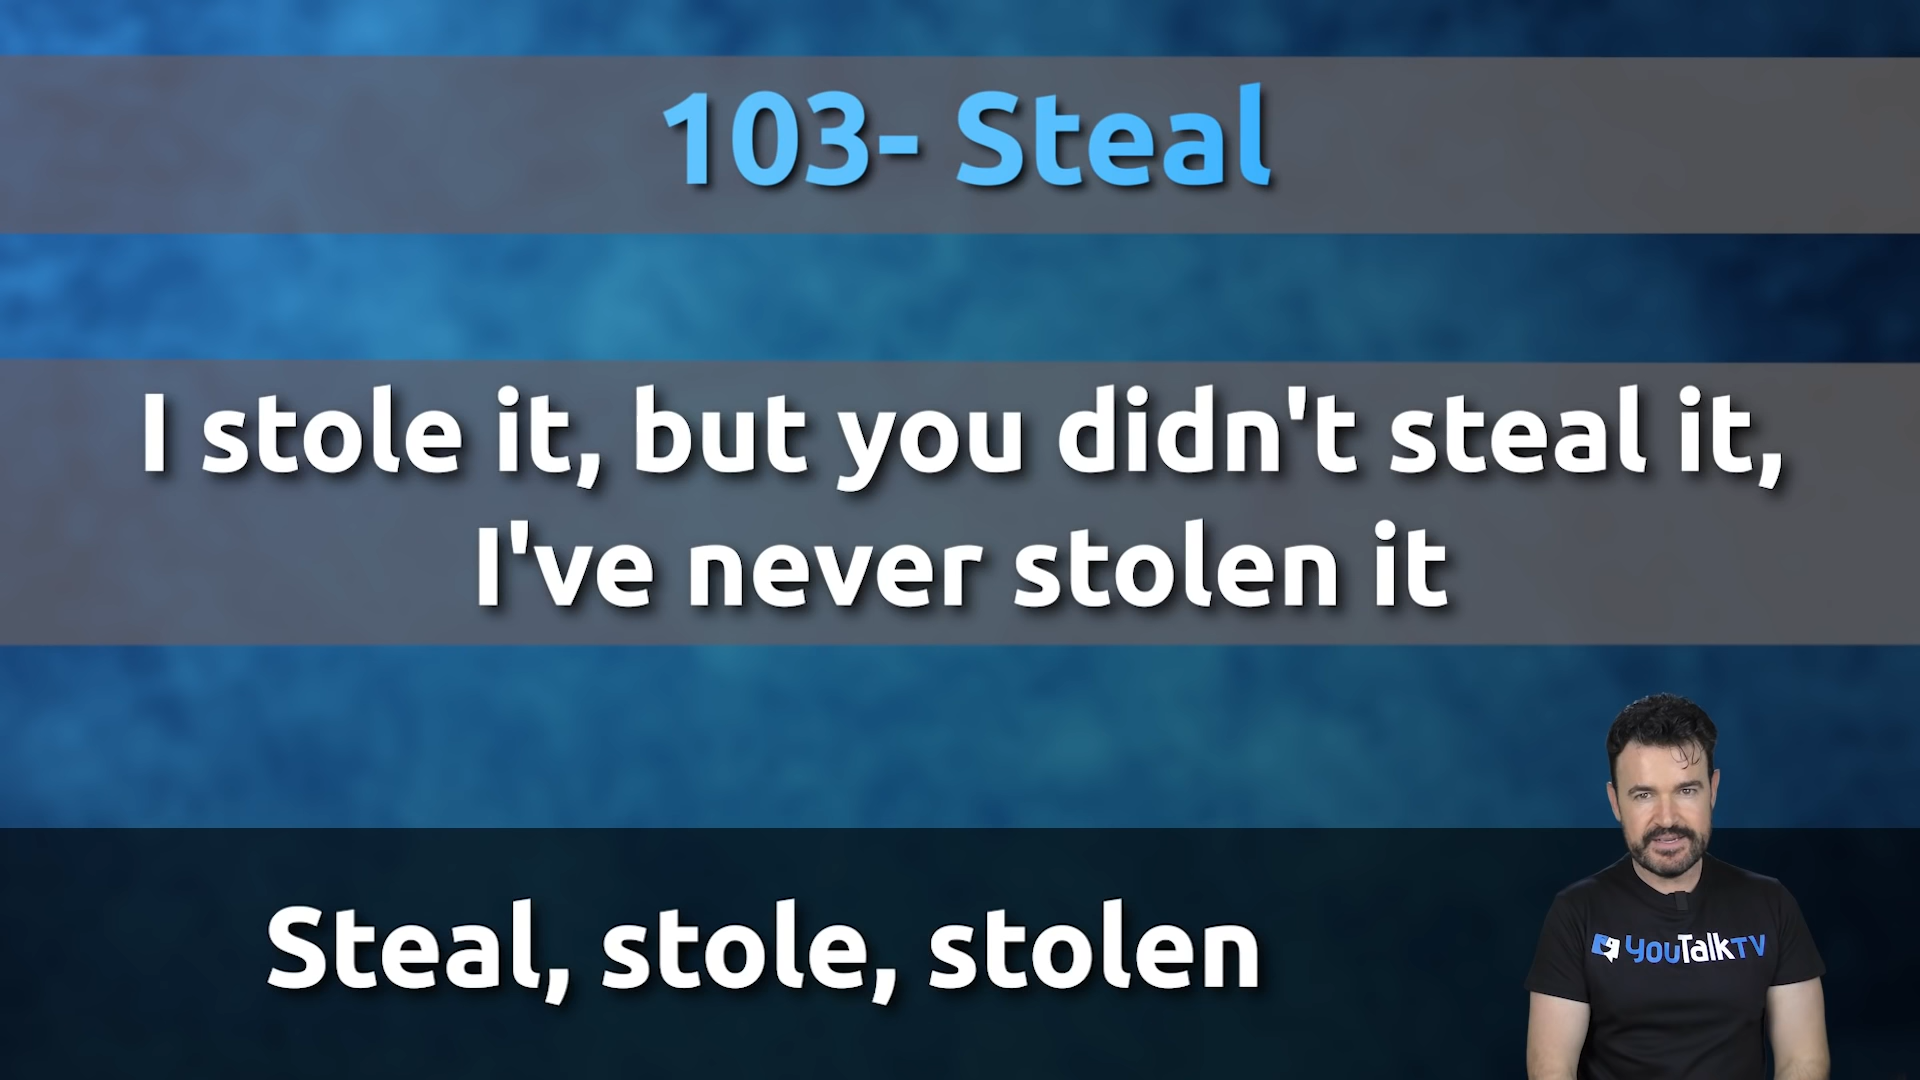 103- Steal
I stole it, but you didn't steal it,
I've never stolen it
Steal, stole, stolen
YouTalkTV